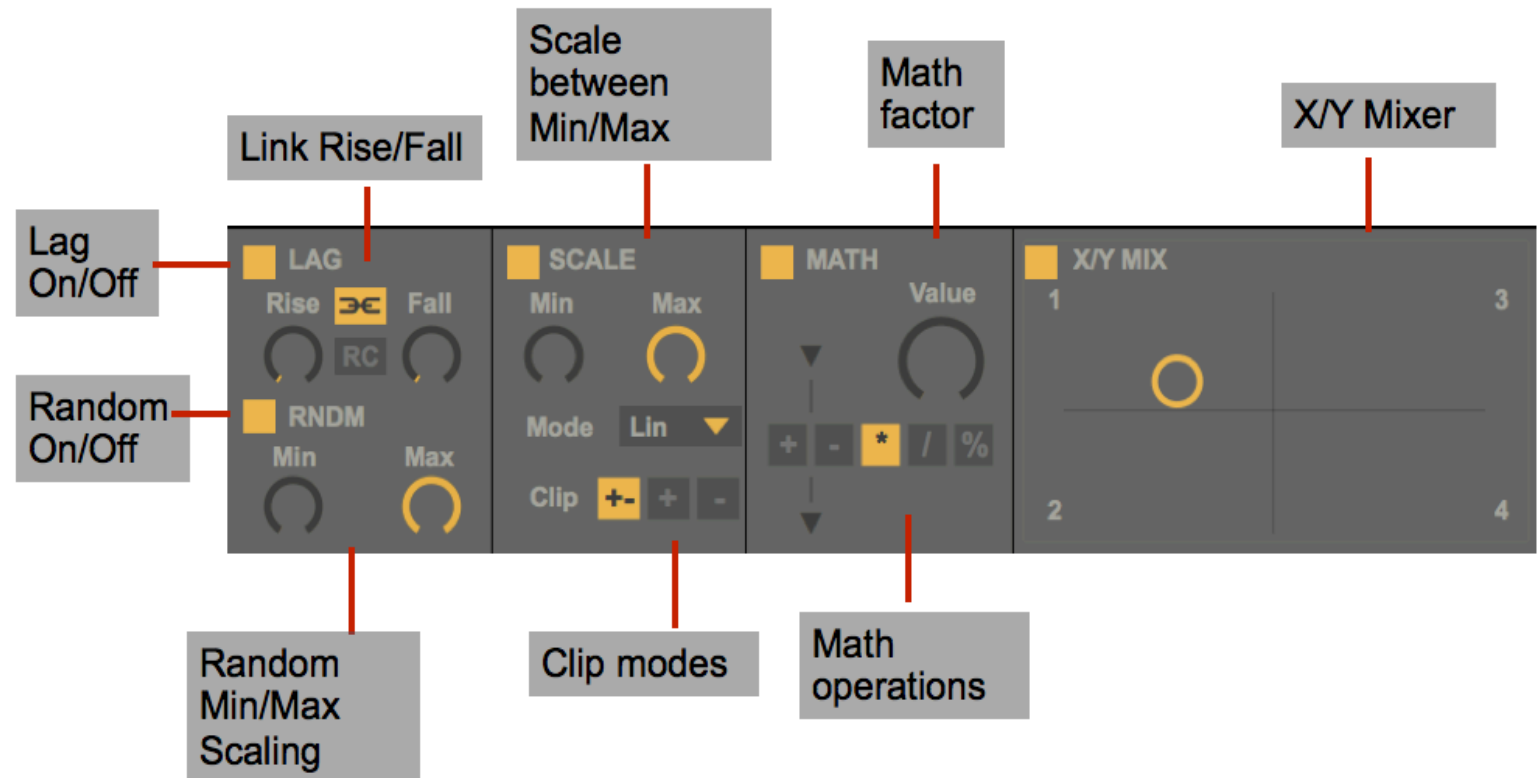 Scale
between
Min/Max
Math
factor
X/Y Mixer
Link Rise/Fall
Lag
On/Off
Random
On/Off
LAG
Rise
Fall
RC
RNDM
Min
Max
SCALE
Min
Max
Mode
Lin
Clip
+-
+
-
MATH
Value
+
-
*
/
%
X/Y MIX
1
3
2
4
Random
Min/Max
Scaling
Clip modes
Math
operations